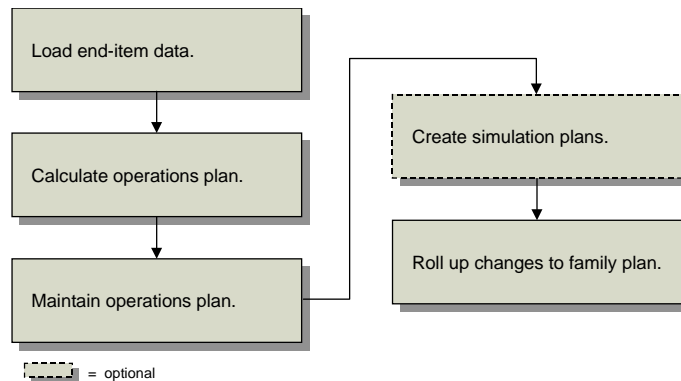 Load end-item data.
Calculate operations plan.
Maintain operations plan.
Create simulation plans.
Roll up changes to family plan.
= optional